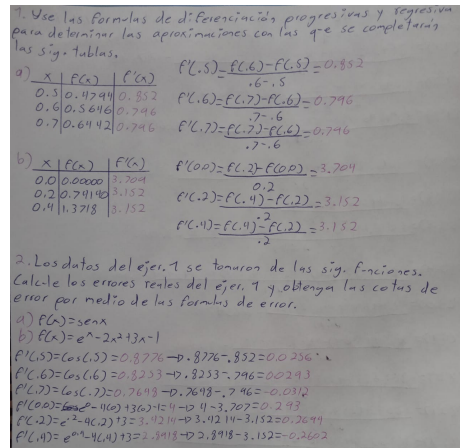 1. Use las formulas de diferenciación progresivas y regresivas
para determinar las aproximaciones con las q-e se completarán
las sig. tablas.
a) x | f(x) | f'(x)
0.5 | 0.4794 | 0.852
0.6 | 0.5646 | 0.796
0.7 | 0.6442 | 0.796
f'(.5)=f(.6)-f(.5)=0.852
.6-.5
f'(.6)=f(.7)-f(.6)=0.796
.7-.6
f'(.7)=f(.7)-f(.6)=0.796
.7-.6
b) x | f(x) | f'(x)
0.0 | 0.00000 | 3.704
0.2 | 0.74140 | 3.152
0.4 | 1.3718 | 3.152
f'(0.0)=f(.2)-f(0.0)=3.704
0.2
f'(.2)=f(.4)-f(.2)=3.152
.2
f'(.4)=f(.4)-f(.2)=3.152
.2
2. Los datos del ejer. 1 se tomaron de las sig. f-nciones.
Calc-le los errores reales del ejer. 1 y obtenga las cotas de
error por medio de las formulas de error.
a) f(x)=senx
b) f(x)=e^x-2x²+3x-1
f'(.5)=cos(.5)=0.8776→.8776-.852=0.0256
f'(.6)=cos(.6)=0.8253→.8253-.796=0.0293
f'(.7)=cos(.7)=0.7648→.7648-.796=-0.0312
f'(0.0)=e⁰-4(0)+3(0)-1=4→4-3.707=0.293
f'(.2)=e^.2-4(.2)+3=3.4214→3.4214-3.152=0.2694
f'(.4)=e^0.4-4(.4)+3=2.8918→2.8918-3.152=-0.2602